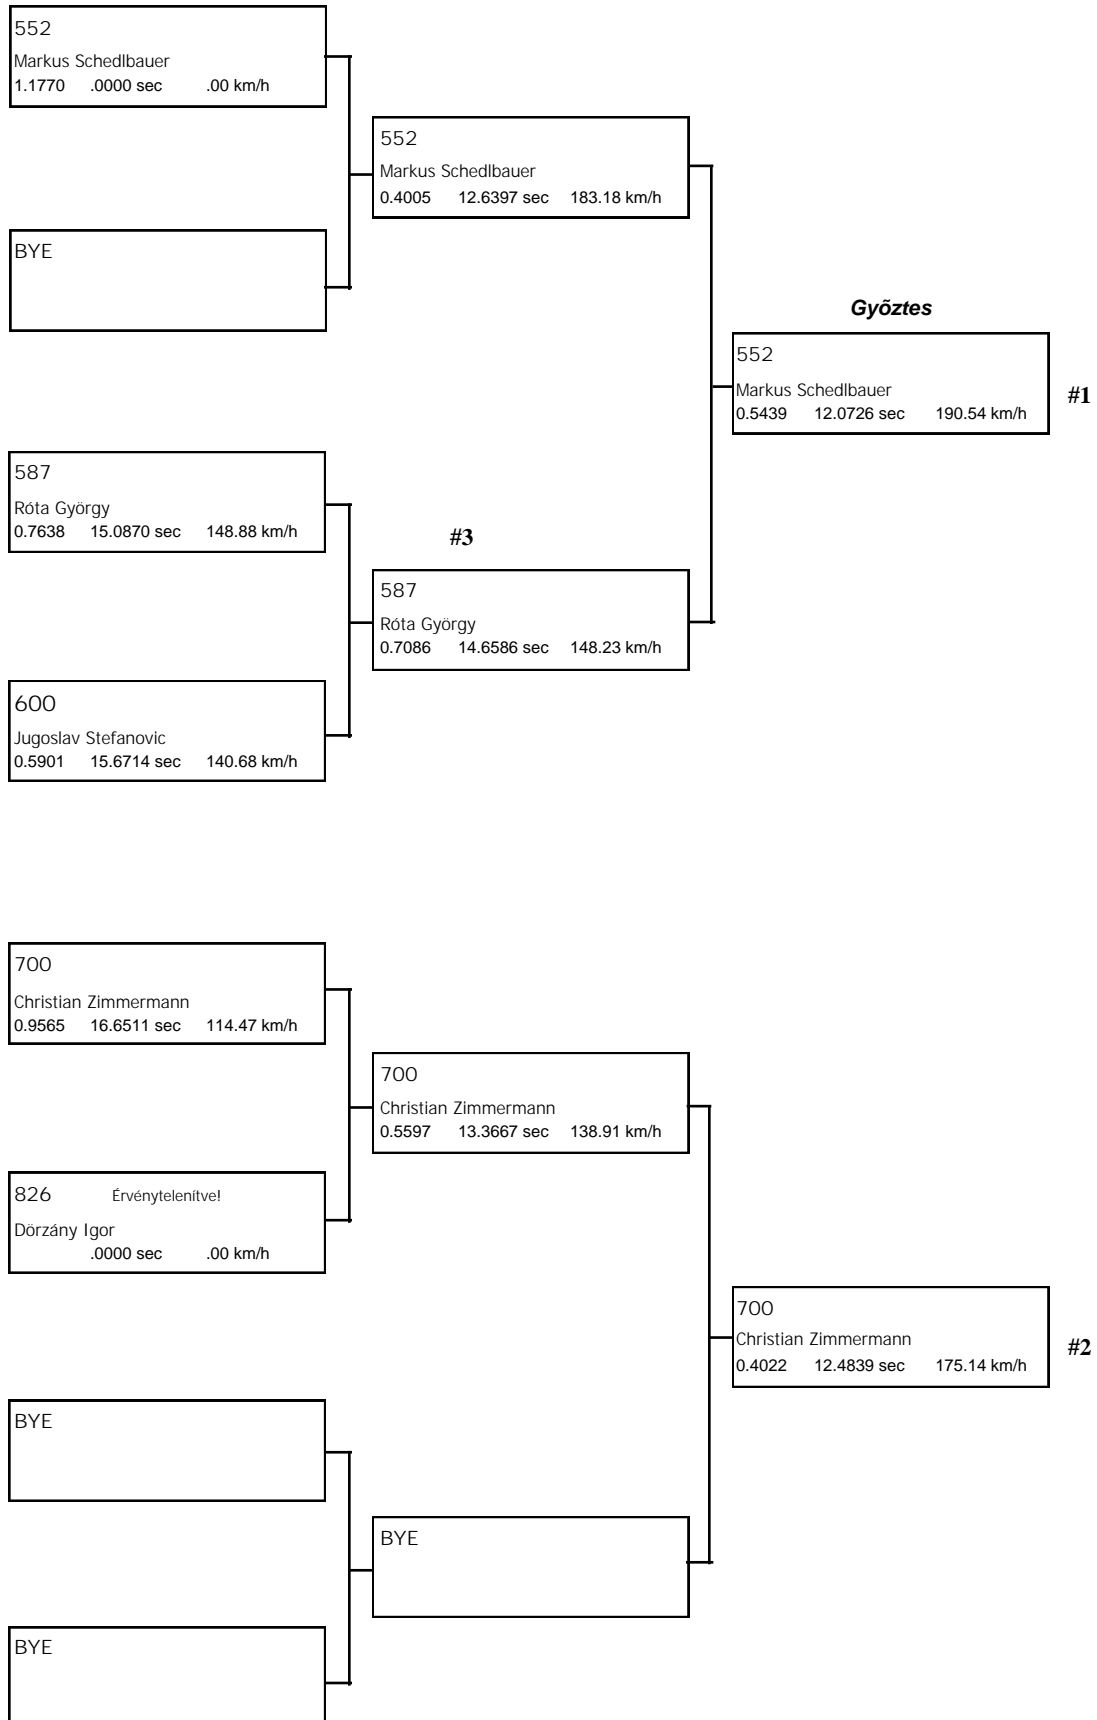 552
Markus Schedlbauer
1.1770 .0000 sec .00 km/h
BYE
587
Róta György
0.7638 15.0870 sec 148.88 km/h
600
Jugoslav Stefanovic
0.5901 15.6714 sec 140.68 km/h
700
Christian Zimmermann
0.9565 16.6511 sec 114.47 km/h
826 Érvénytelenítve!
Dörzány Igor
.0000 sec .00 km/h
BYE
BYE
552
Markus Schedlbauer
0.4005 12.6397 sec 183.18 km/h
#3
587
Róta György
0.7086 14.6586 sec 148.23 km/h
700
Christian Zimmermann
0.5597 13.3667 sec 138.91 km/h
BYE
Gyõztes
552
Markus Schedlbauer
0.5439 12.0726 sec 190.54 km/h
#1
700
Christian Zimmermann
0.4022 12.4839 sec 175.14 km/h
#2